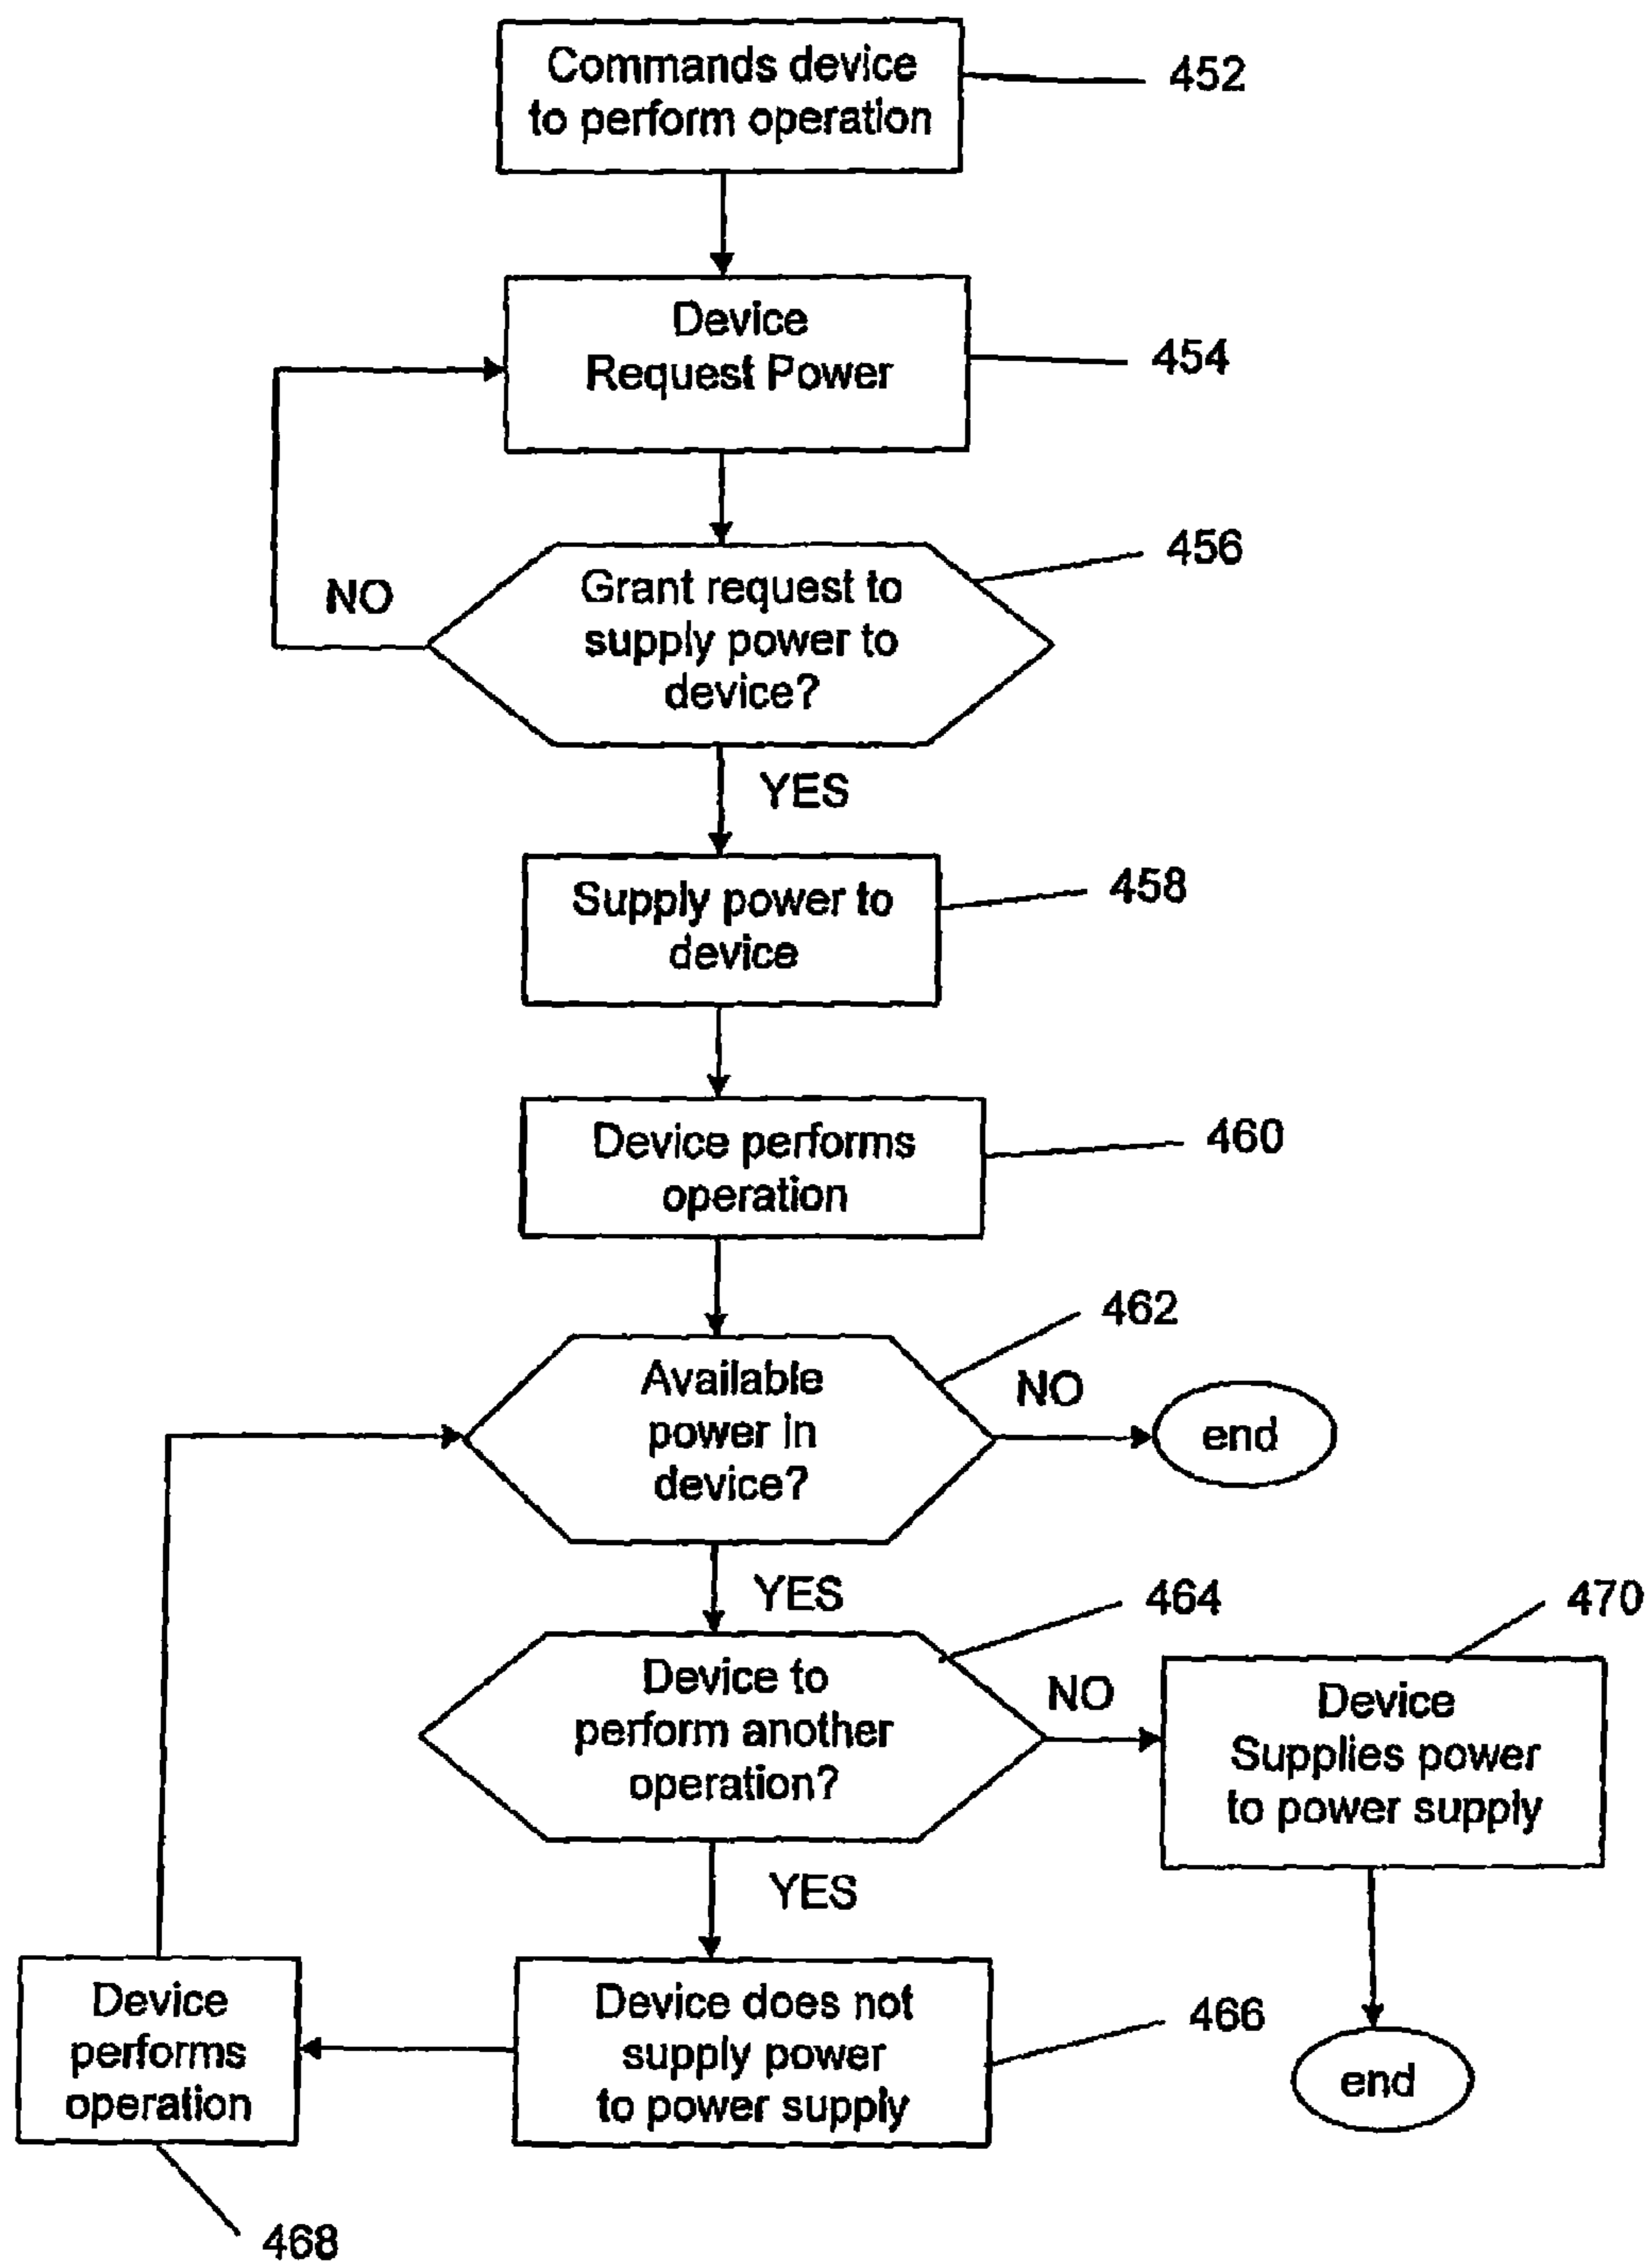 Commands device
to perform operation
452
Device
Request Power
454
Grant request to
supply power to
device?
456
NO
YES
Supply power to
device
458
Device performs
operation
460
Available
power in
device?
462
NO
end
YES
Device to
perform another
operation?
464
NO
Device
Supplies power
to power supply
470
YES
Device does not
supply power
to power supply
466
Device
performs
operation
468
end